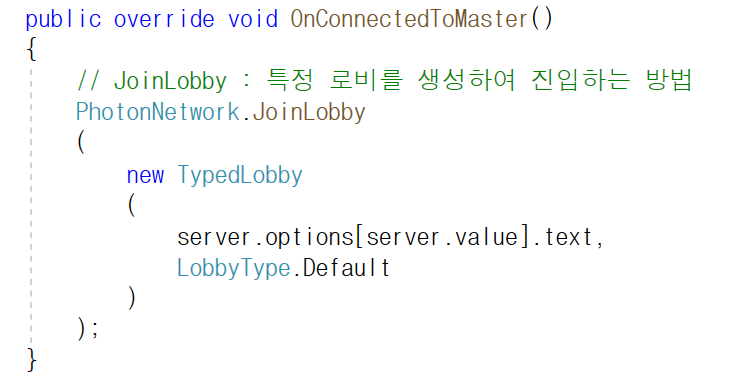 public override void OnConnectedToMaster()
{
// JoinLobby : 특정 로비를 생성하여 진입하는 방법
PhotonNetwork.JoinLobby
(
new TypedLobby
(
server.options[server.value].text,
LobbyType.Default
)
);
}